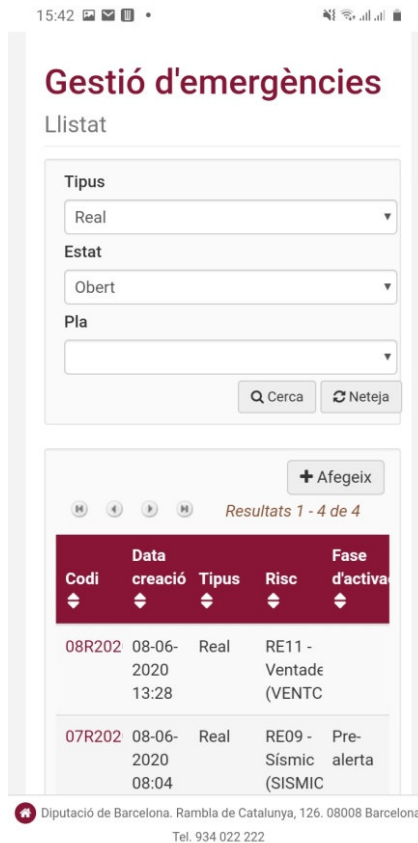 15:42
Gestió d'emergències
Llistat
Tipus
Real
Estat
Obert
Pla
Cerca Neteja
Afegeix
Resultats 1 - 4 de 4
Codi Data creació Tipus Risc Fase d'activa
08R202 08-06-2020 13:28 Real RE11 - Ventade (VENTC
07R202 08-06-2020 08:04 Real RE09 - Sísmic (SISMIC Pre-alerta
Diputació de Barcelona. Rambla de Catalunya, 126. 08008 Barcelona
Tel. 934 022 222